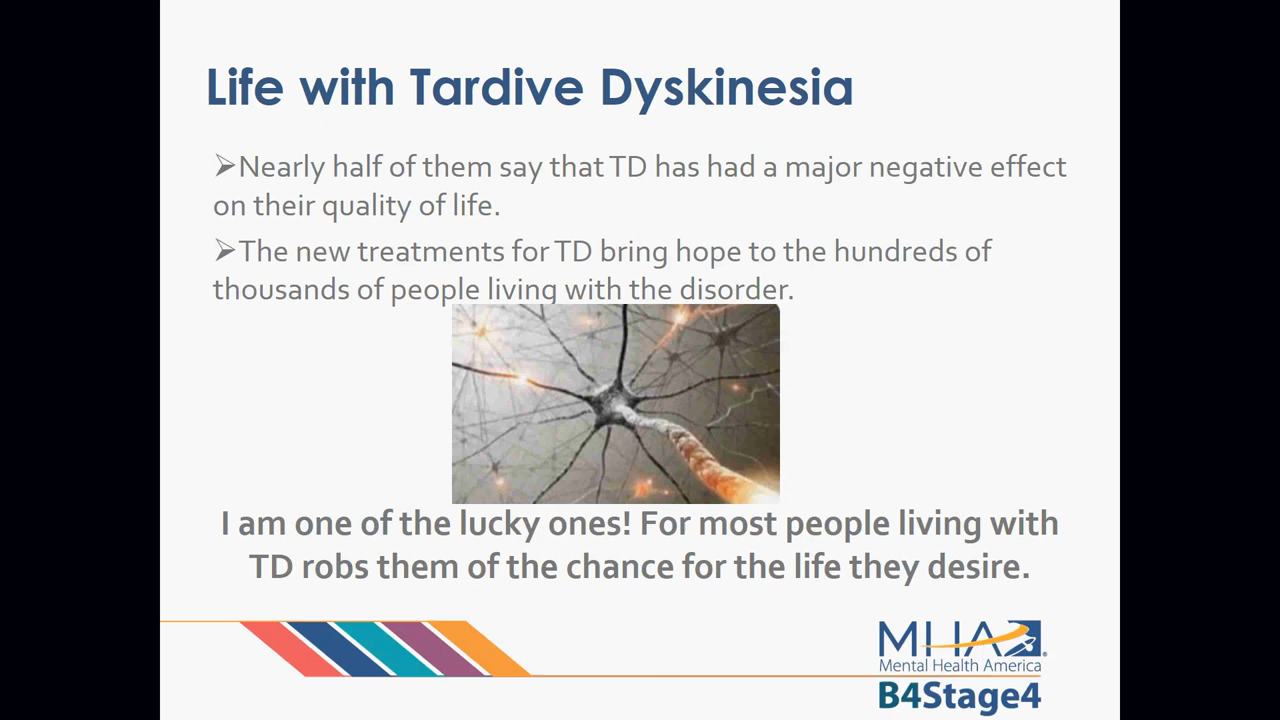 Life with Tardive Dyskinesia
➢Nearly half of them say that TD has had a major negative effect
on their quality of life.
➢The new treatments for TD bring hope to the hundreds of
thousands of people living with the disorder.
I am one of the lucky ones! For most people living with
TD robs them of the chance for the life they desire.
MHA®
Mental Health America
B4Stage4